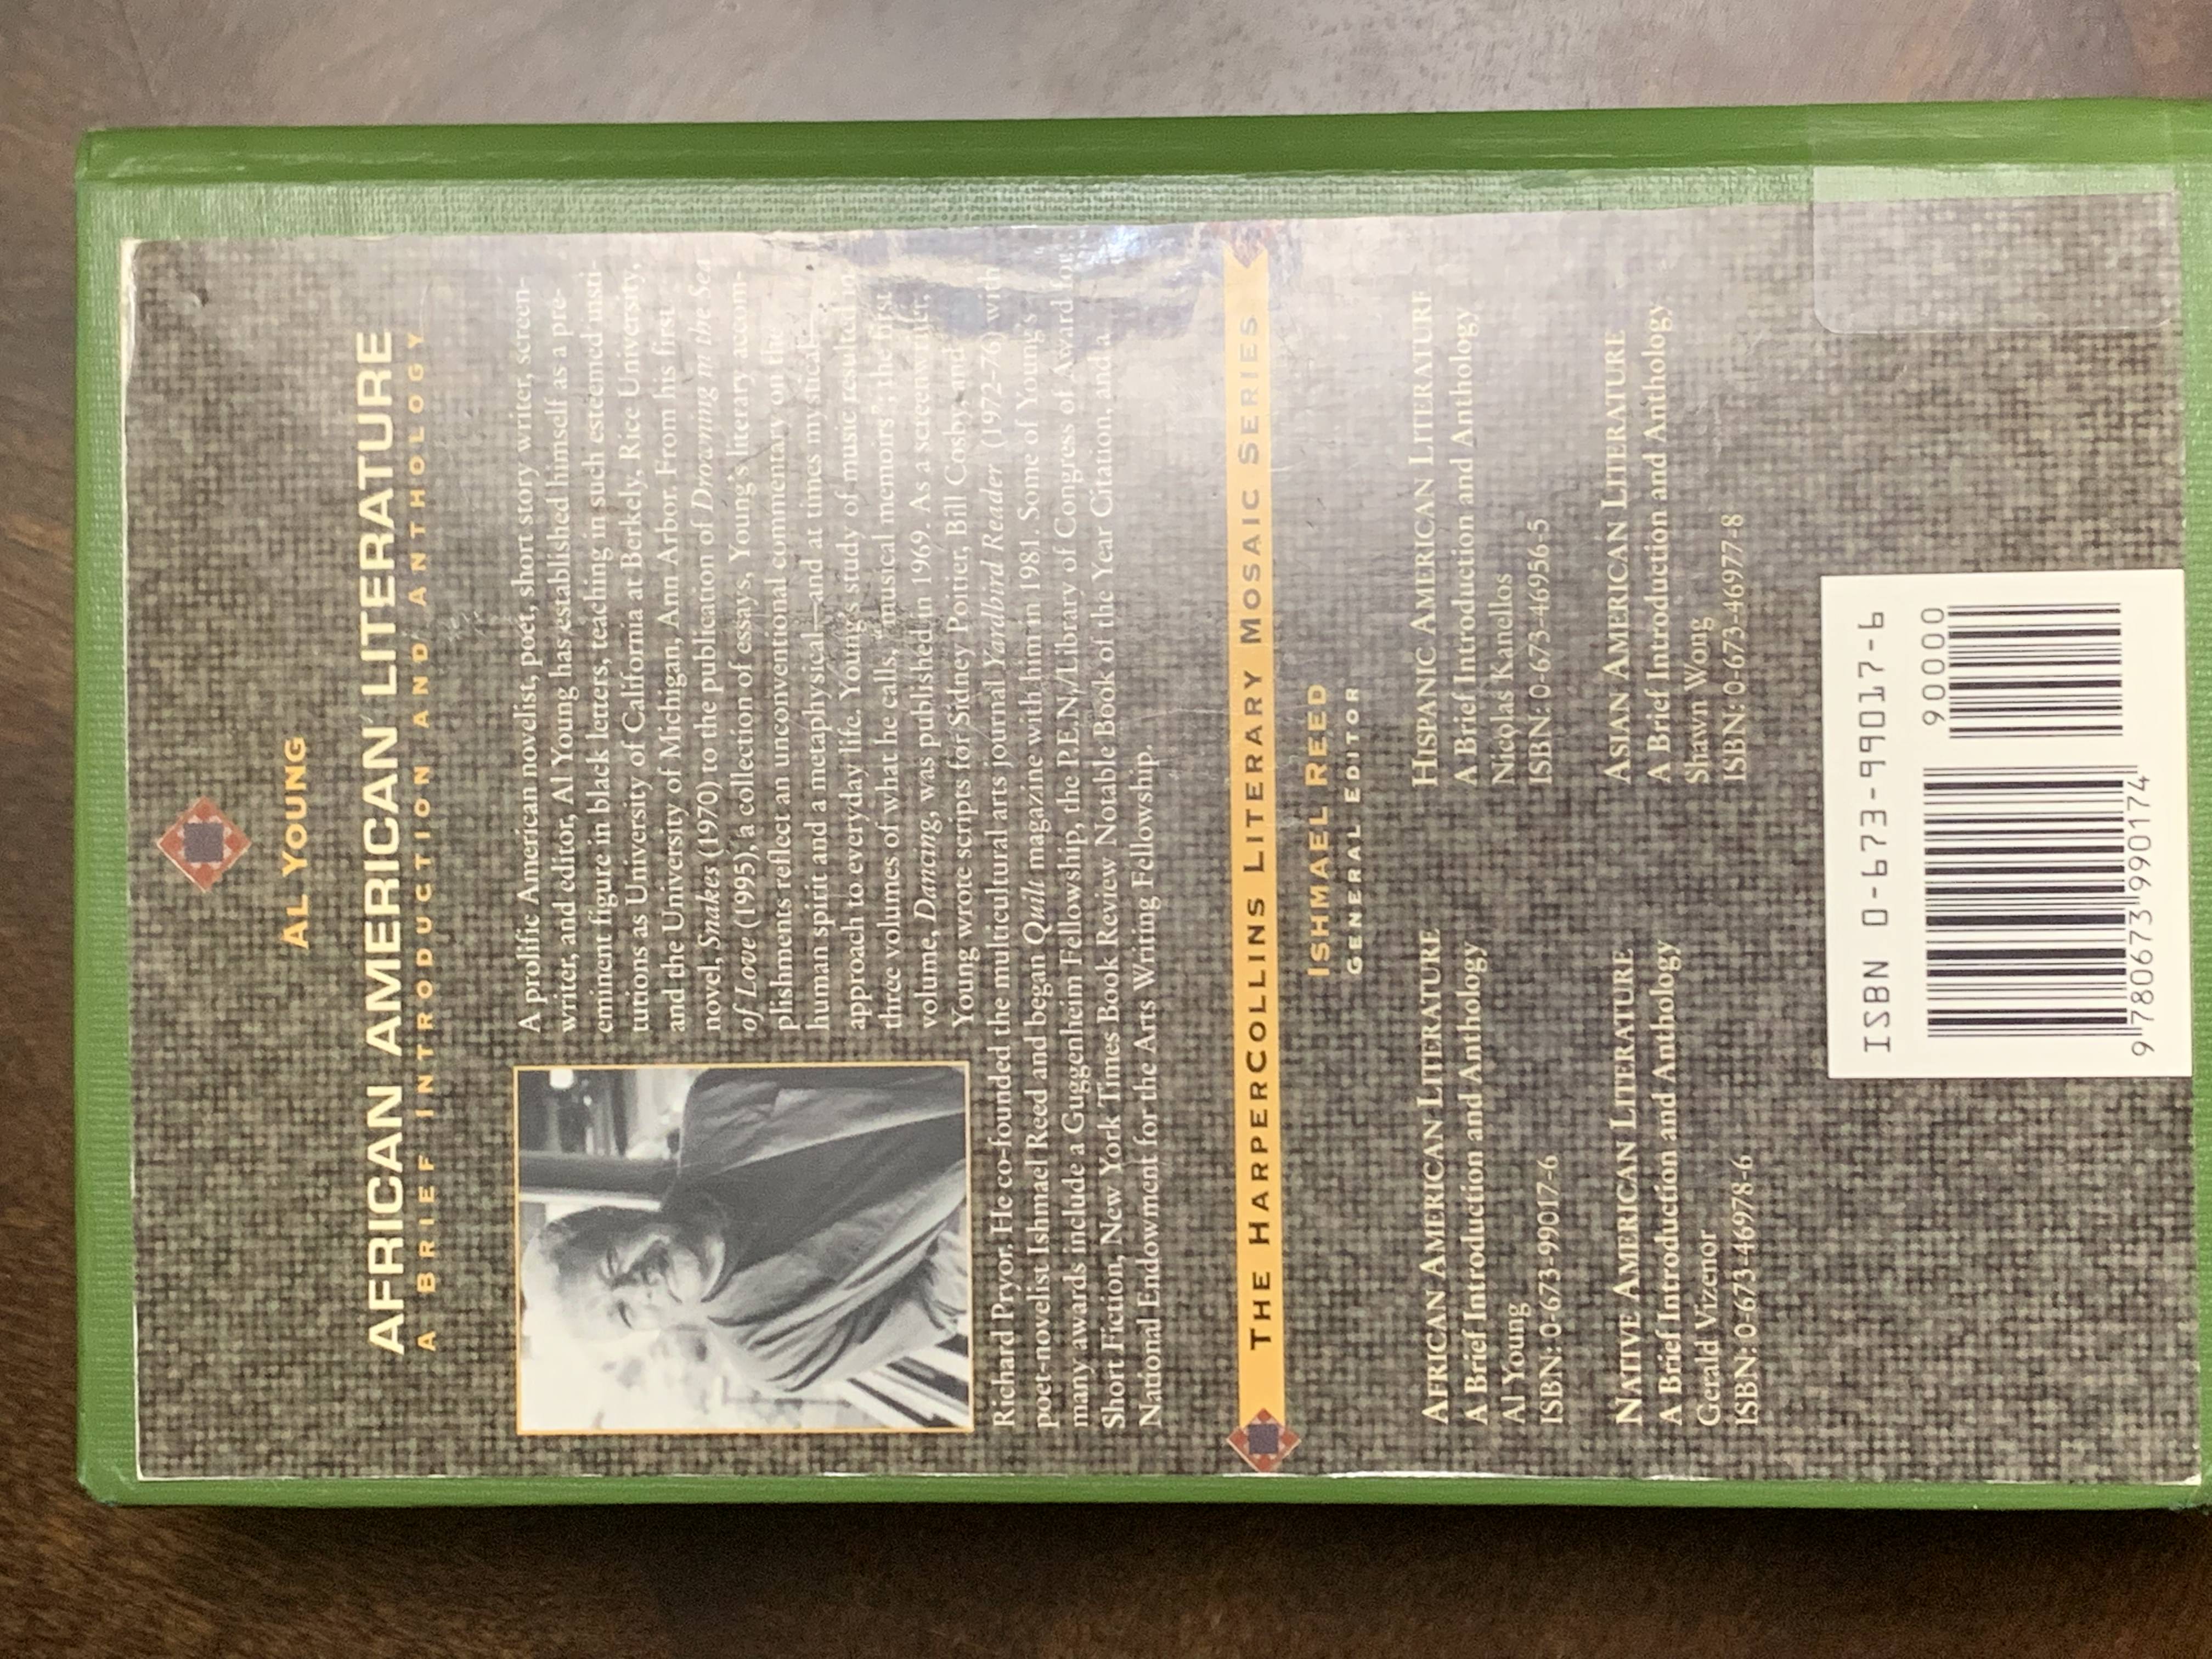 AL YOUNG
AFRICAN AMERICAN LITERATURE
A BRIEF INTRODUCTION AND ANTHOLOGY
A prolific American novelist, poet, short story writer, screen-
writer, and editor, Al Young has established himself as a pre-
eminent figure in black letters, teaching in such esteemed insti-
tutions as University of California at Berkely, Rice University,
and the University of Michigan, Ann Arbor. From his first
novel, Snakes (1970) to the publication of Drowning in the Sea
of Love (1995), a collection of essays, Young's literary accom-
plishments reflect an unconventional commentary on the
human spirit and a metaphysical—and at times mystical—
approach to everyday life. Young's study of music resulted in
three volumes of what he calls, "musical memoirs"; the first
volume, Dancing, was published in 1969. As a screenwriter,
Young wrote scripts for Sidney Poitier, Bill Cosby, and
Richard Pryor. He co-founded the multicultural arts journal Yardbird Reader (1972-76) with
poet-novelist Ishmael Reed and began Quilt magazine with him in 1981. Some of Young's
many awards include a Guggenheim Fellowship, the P.E.N./Library of Congress of Award for
Short Fiction, New York Times Book Review Notable Book of the Year Citation, and a
National Endowment for the Arts Writing Fellowship.
THE HARPERCOLLINS LITERARY MOSAIC SERIES
ISHMAEL REED
GENERAL EDITOR
AFRICAN AMERICAN LITERATURE
A Brief Introduction and Anthology
Al Young
ISBN: 0-673-99017-6
HISPANIC AMERICAN LITERATURE
A Brief Introduction and Anthology
Nicolas Kanellos
ISBN: 0-673-46956-5
NATIVE AMERICAN LITERATURE
A Brief Introduction and Anthology
Gerald Vizenor
ISBN: 0-673-46978-6
ASIAN AMERICAN LITERATURE
A Brief Introduction and Anthology
Shawn Wong
ISBN: 0-673-46977-8
ISBN 0-673-99017-6
90000
9 780673 990174